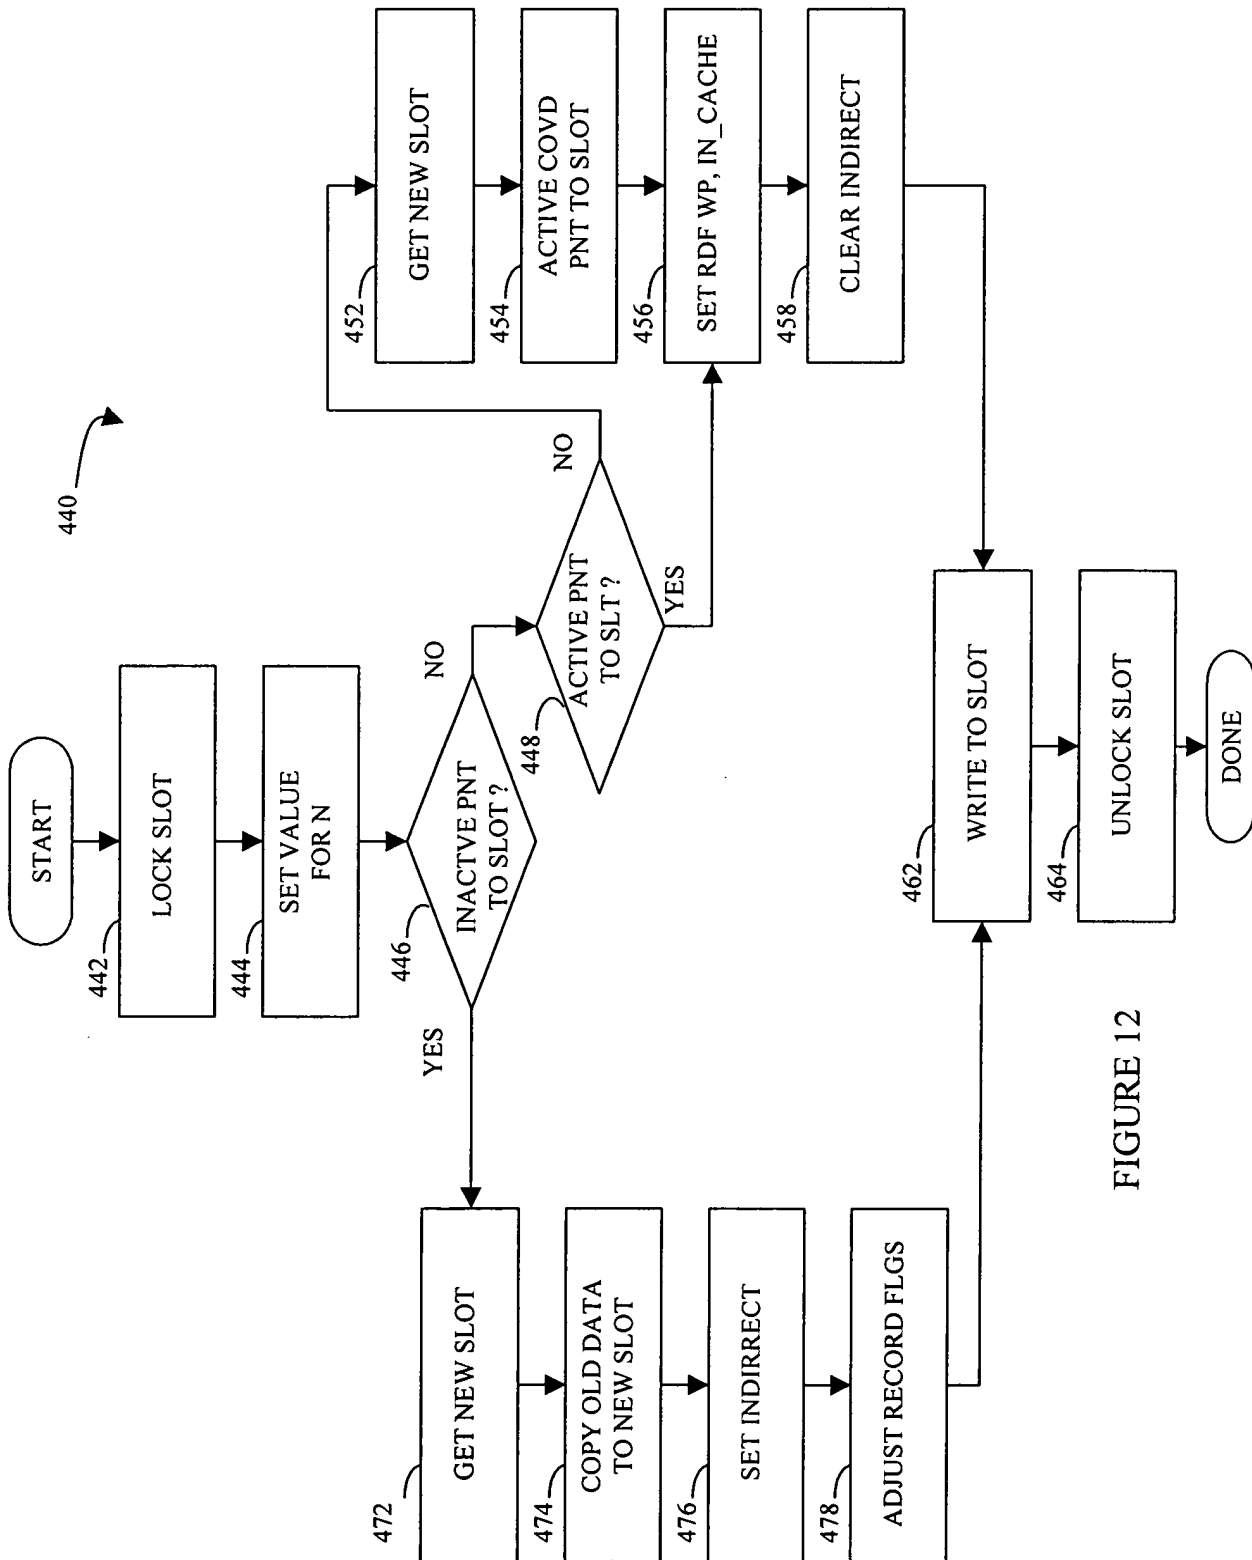 440
START
442
LOCK SLOT
444
SET VALUE
FOR N
446
INACTVE PNT
TO SLOT ?
YES
NO
448
ACTIVE PNT
TO SLT ?
NO
YES
452
GET NEW SLOT
454
ACTIVE COVD
PNT TO SLOT
456
SET RDF WP, IN_CACHE
458
CLEAR INDIRECT
472
GET NEW SLOT
474
COPY OLD DATA
TO NEW SLOT
476
SET INDIRRECT
478
ADJUST RECORD FLGS
462
WRITE TO SLOT
464
UNLOCK SLOT
DONE
FIGURE 12